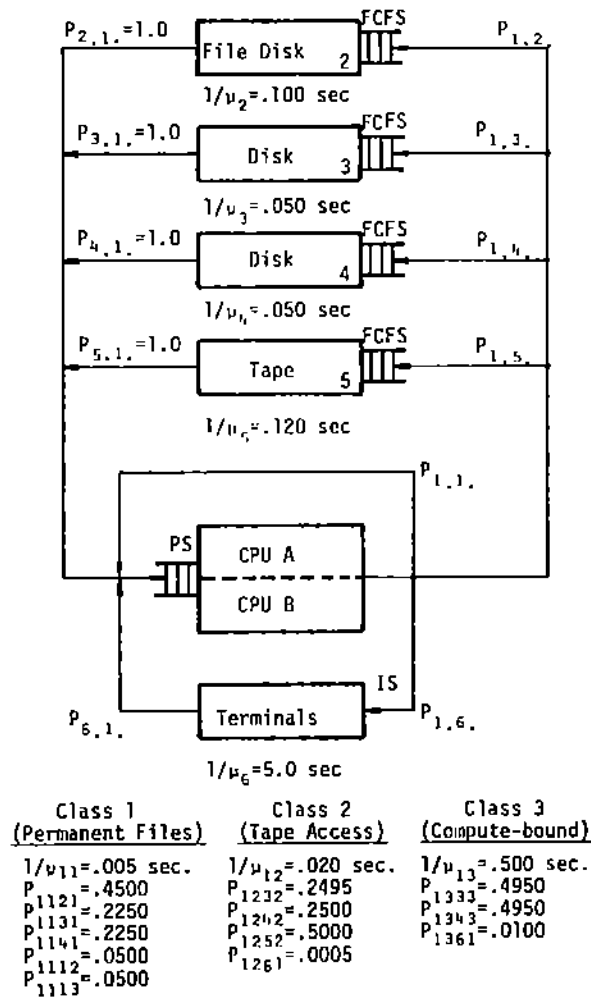 P2.1.=1.0 FCFS P1.2
File Disk 2
1/μ2=.100 sec
P3.1.=1.0 FCFS P1.3.
Disk 3
1/μ3=.050 sec
P4.1.=1.0 FCFS P1.4.
Disk 4
1/μ4=.050 sec
P5.1.=1.0 FCFS P1.5.
Tape 5
1/μ5=.120 sec
P1.1.
PS CPU A
CPU B
IS
P6.1. Terminals P1.6.
1/μ6=5.0 sec
Class 1 Class 2 Class 3
(Permanent Files) (Tape Access) (Compute-bound)
1/μ11=.005 sec. 1/μ12=.020 sec. 1/μ13=.500 sec.
P1121=.4500 P1232=.2495 P1333=.4950
P1131=.2250 P1242=.2500 P1343=.4950
P1141=.2250 P1252=.5000 P1361=.0100
P1112=.0500 P1261=.0005
P1113=.0500